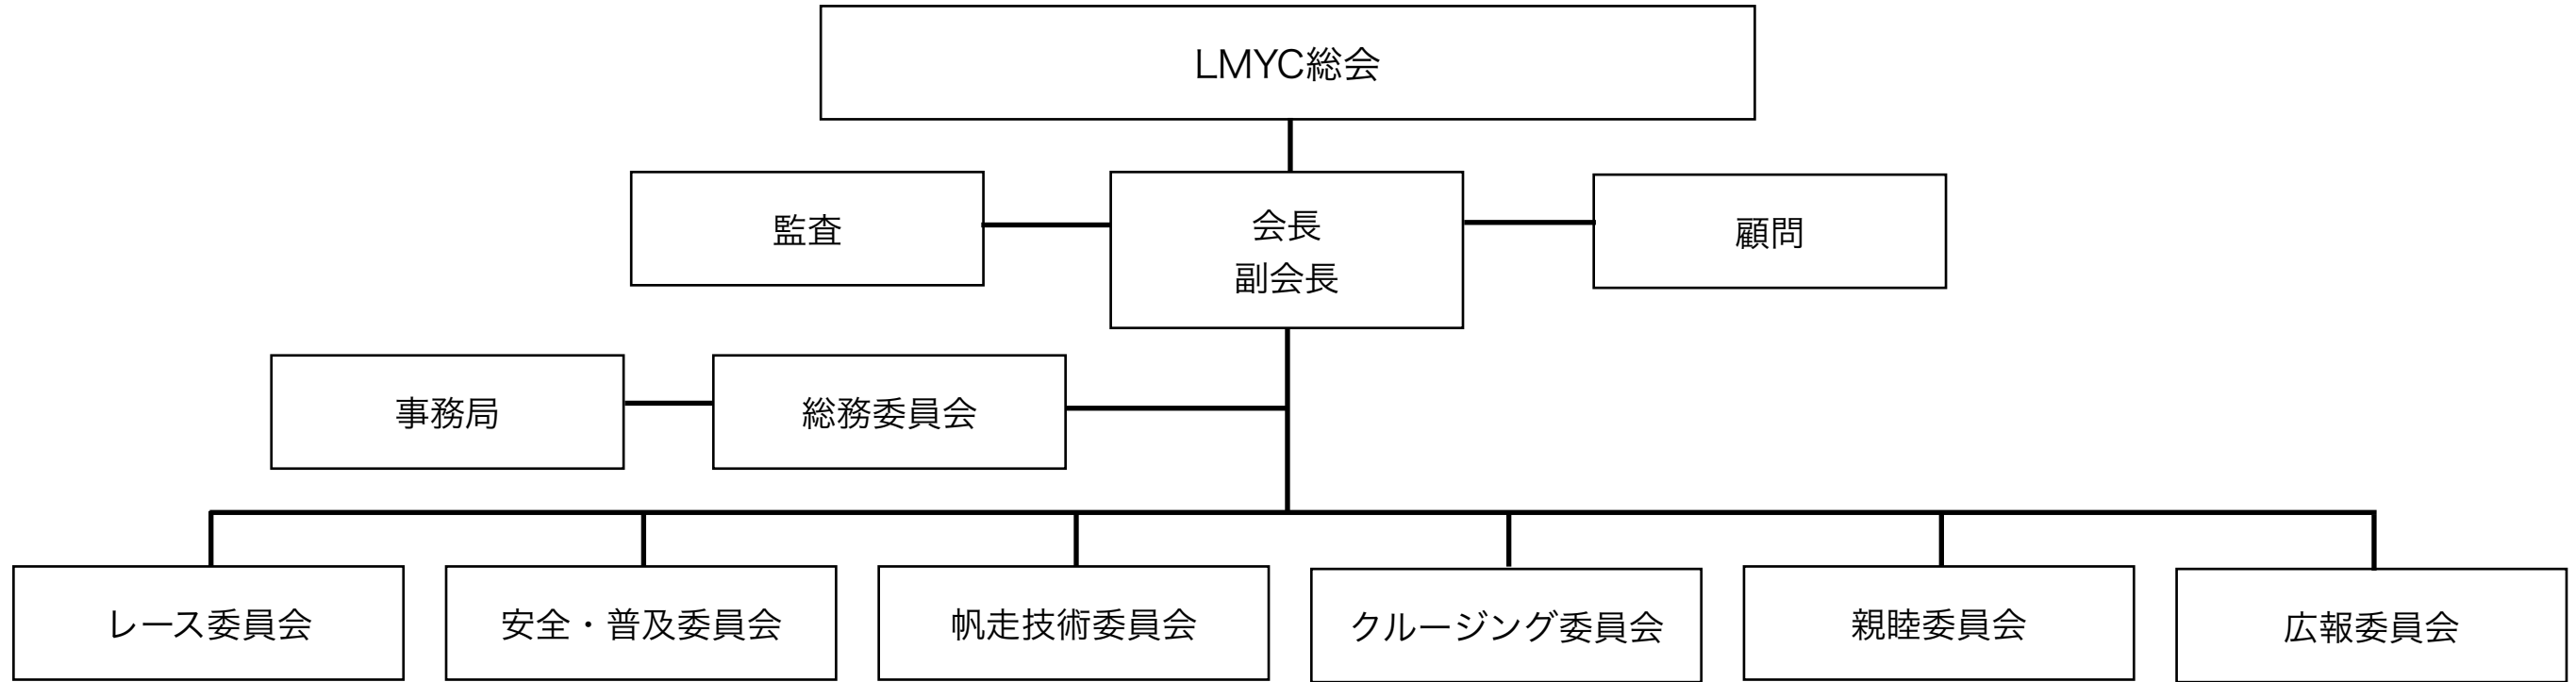 LMYC総会
監査
会長
副会長
顧問
事務局
総務委員会
レース委員会
安全・普及委員会
帆走技術委員会
クルージング委員会
親睦委員会
広報委員会